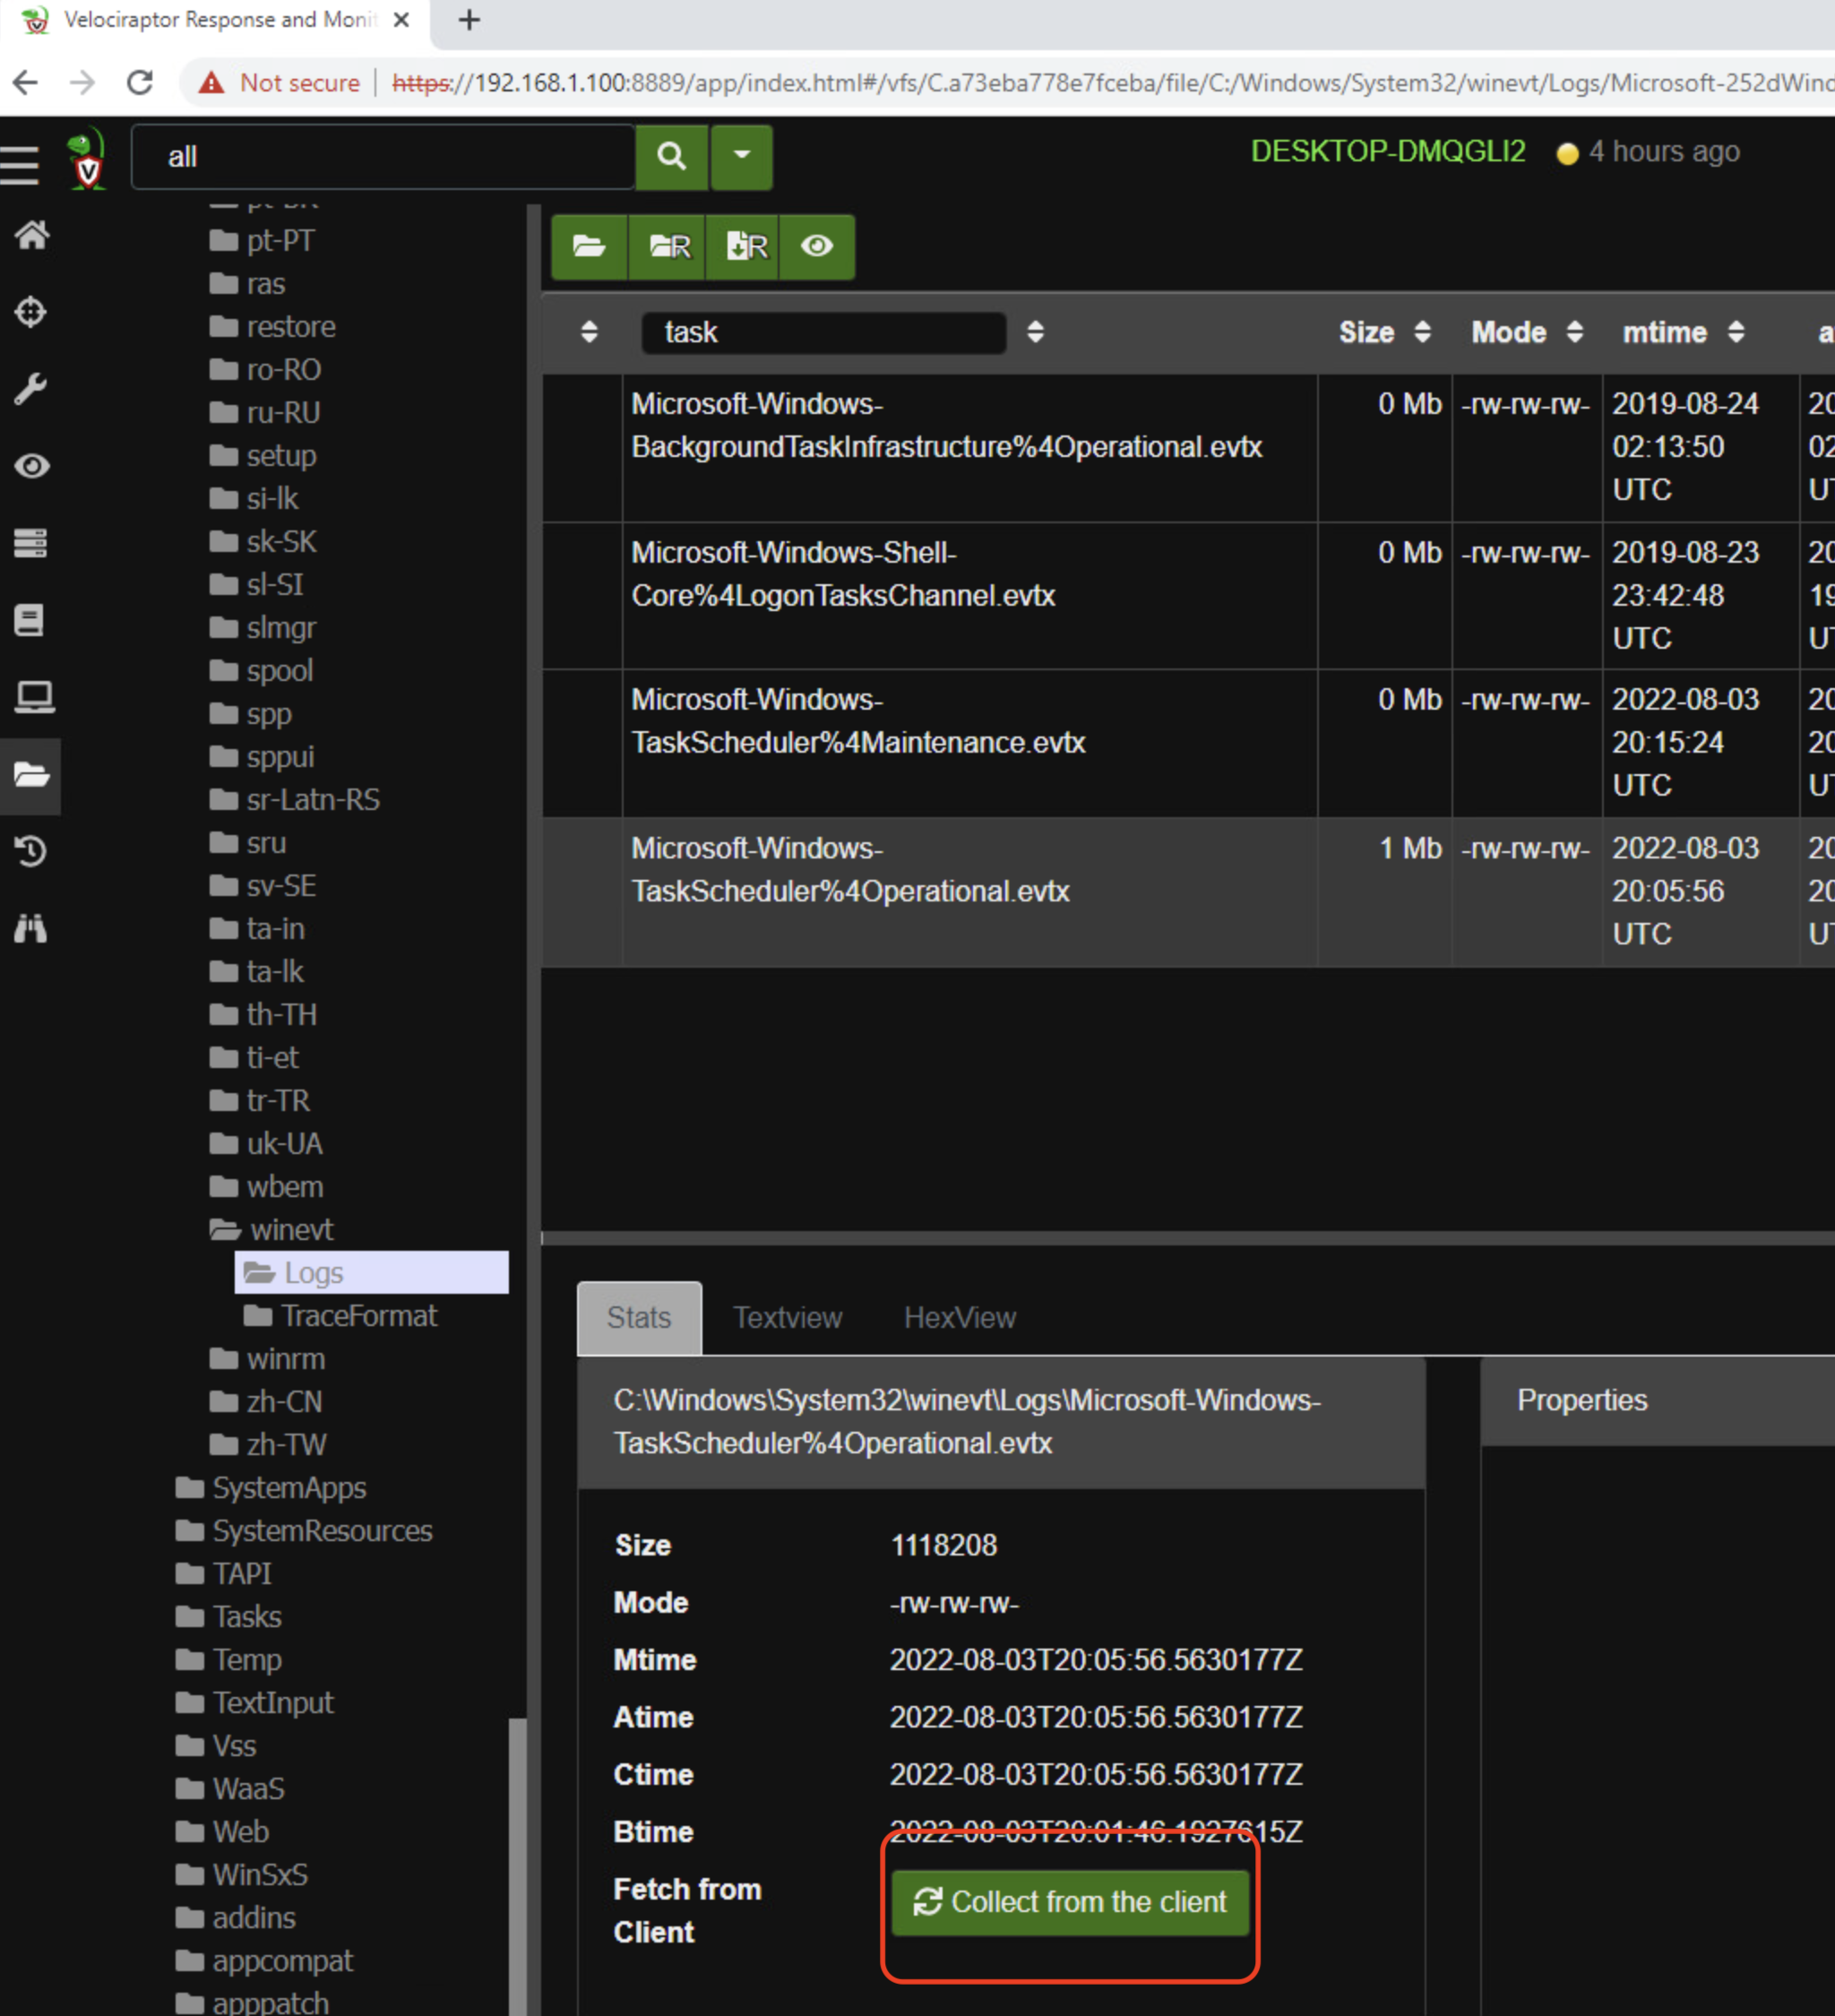 Velociraptor Response and Monit
Not secure
https://192.168.1.100:8889/app/index.html#/vfs/C.a73eba778e7fceba/file/C:/Windows/System32/winevt/Logs/Microsoft-252dWind
all
DESKTOP-DMQGLI2
4 hours ago
pt-BR
pt-PT
ras
restore
ro-RO
ru-RU
setup
si-lk
sk-SK
sl-SI
slmgr
spool
spp
sppui
sr-Latn-RS
sru
sv-SE
ta-in
ta-lk
th-TH
ti-et
tr-TR
uk-UA
wbem
winevt
Logs
TraceFormat
winrm
zh-CN
zh-TW
SystemApps
SystemResources
TAPI
Tasks
Temp
TextInput
Vss
WaaS
Web
WinSxS
addins
appcompat
apppatch
R
R
task
Size
Mode
mtime
a
Microsoft-Windows-
BackgroundTaskInfrastructure%4Operational.evtx
0 Mb
-rw-rw-rw-
2019-08-24
02:13:50
UTC
20
02
UT
Microsoft-Windows-Shell-
Core%4LogonTasksChannel.evtx
0 Mb
-rw-rw-rw-
2019-08-23
23:42:48
UTC
20
19
UT
Microsoft-Windows-
TaskScheduler%4Maintenance.evtx
0 Mb
-rw-rw-rw-
2022-08-03
20:15:24
UTC
20
20
UT
Microsoft-Windows-
TaskScheduler%4Operational.evtx
1 Mb
-rw-rw-rw-
2022-08-03
20:05:56
UTC
20
20
UT
Stats
Textview
HexView
C:\Windows\System32\winevt\Logs\Microsoft-Windows-
TaskScheduler%4Operational.evtx
Properties
Size 1118208
Mode -rw-rw-rw-
Mtime 2022-08-03T20:05:56.5630177Z
Atime 2022-08-03T20:05:56.5630177Z
Ctime 2022-08-03T20:05:56.5630177Z
Btime 2022-08-03T20:01:46.1927615Z
Fetch from
Client
Collect from the client